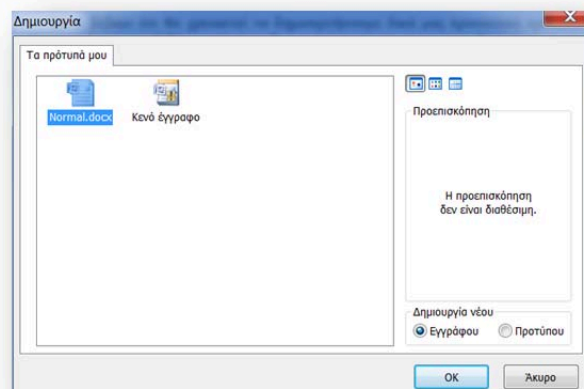 Δημιουργία
Τα πρότυπά μου
Normal.docx
Κενό έγγραφο
Προεπισκόπηση
Η προεπισκόπηση
δεν είναι διαθέσιμη.
Δημιουργία νέου
Εγγράφου
Προτύπου
OK
Άκυρο